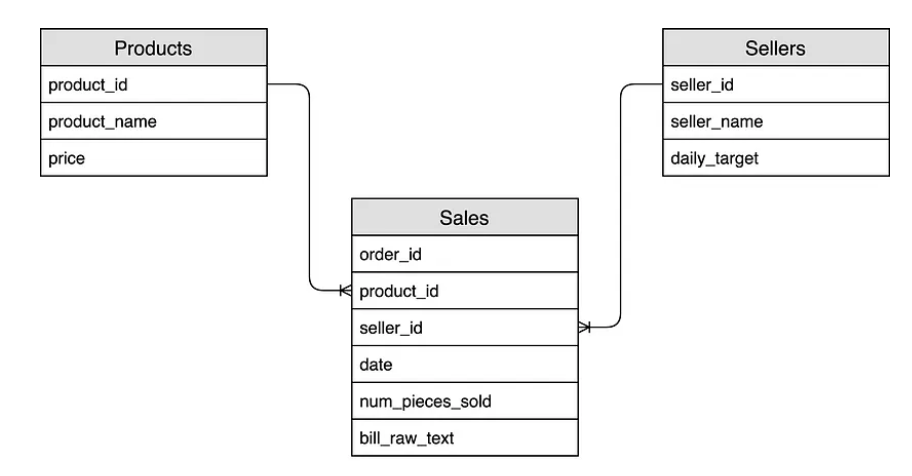 Products
product_id
product_name
price
Sellers
seller_id
seller_name
daily_target
Sales
order_id
product_id
seller_id
date
num_pieces_sold
bill_raw_text